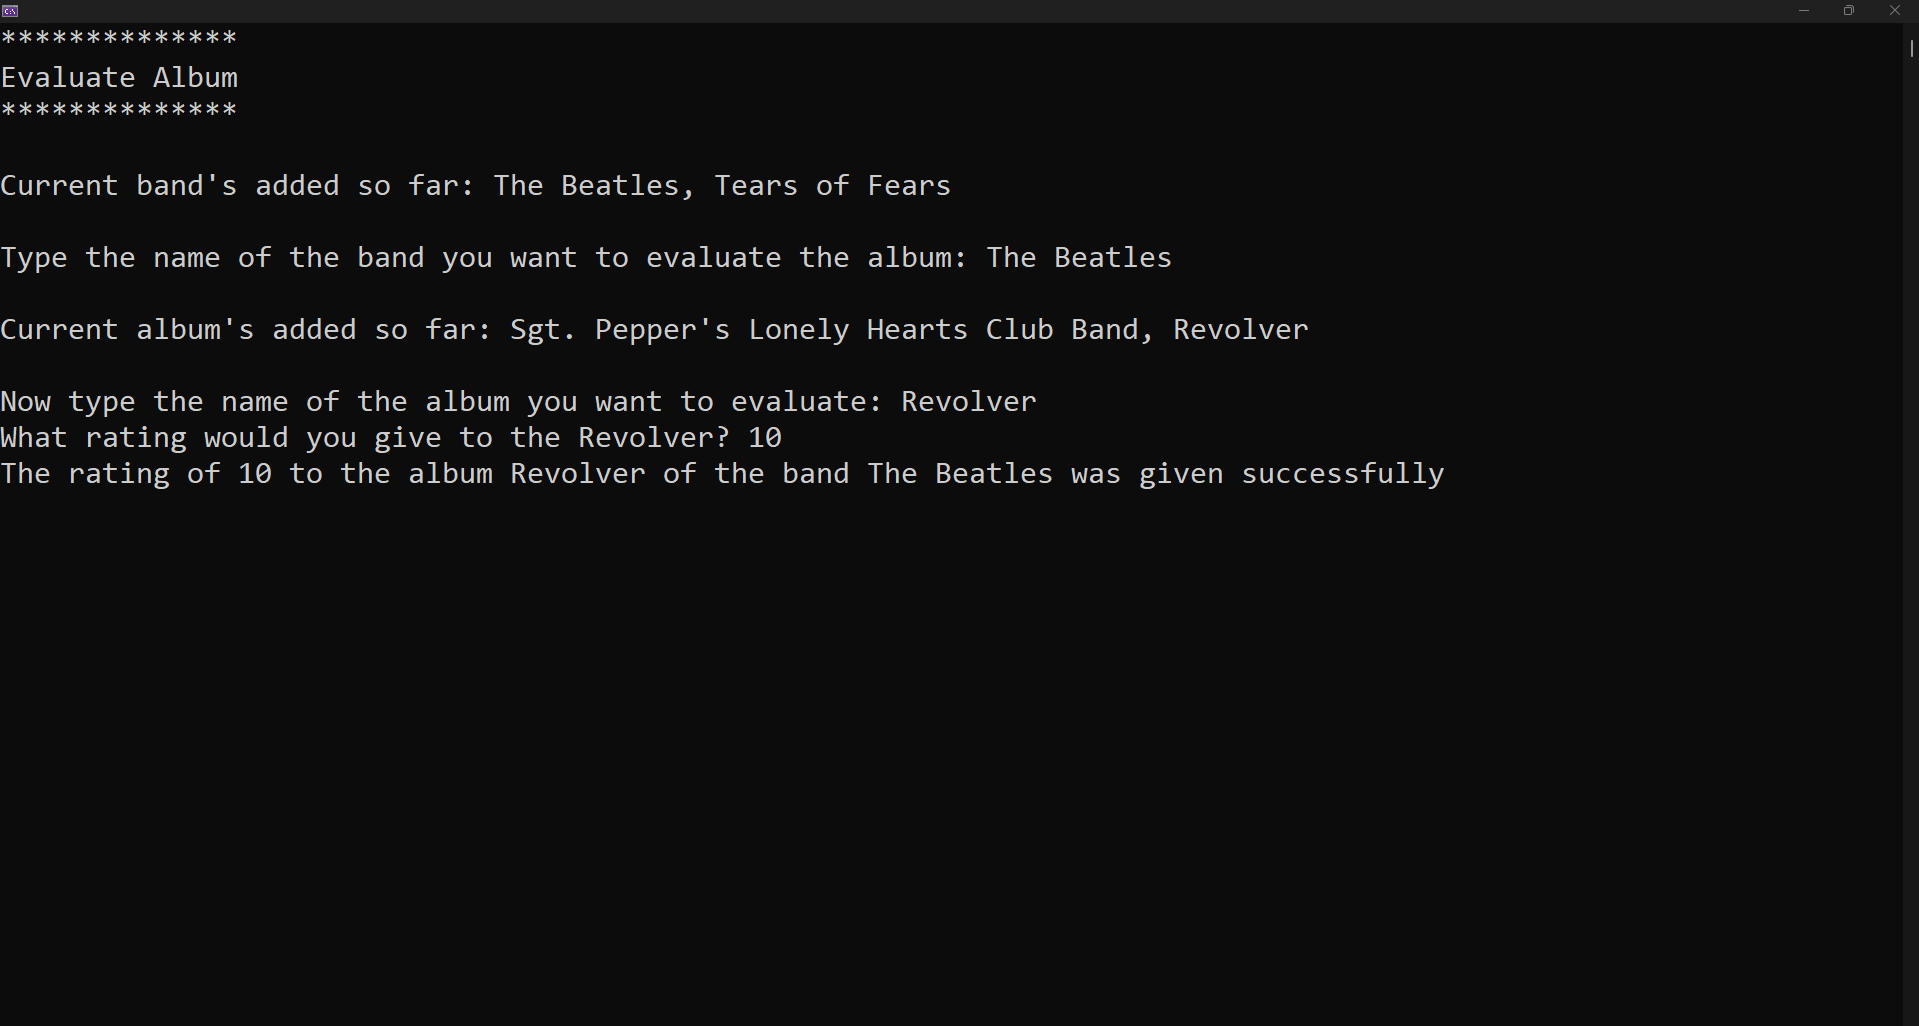 **************
Evaluate Album
**************
Current band's added so far: The Beatles, Tears of Fears
Type the name of the band you want to evaluate the album: The Beatles
Current album's added so far: Sgt. Pepper's Lonely Hearts Club Band, Revolver
Now type the name of the album you want to evaluate: Revolver
What rating would you give to the Revolver? 10
The rating of 10 to the album Revolver of the band The Beatles was given successfully